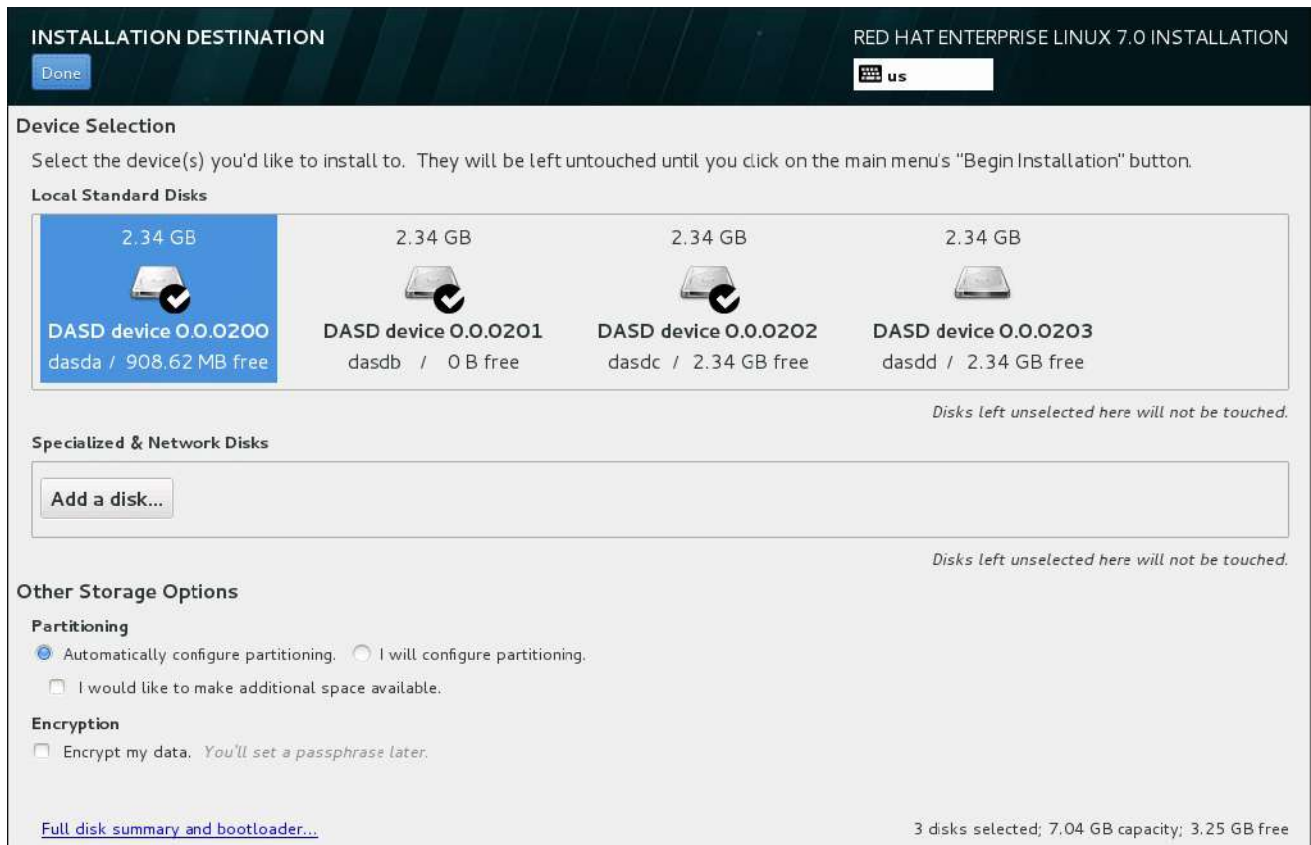 INSTALLATION DESTINATION
RED HAT ENTERPRISE LINUX 7.0 INSTALLATION
Done
us
Device Selection
Select the device(s) you'd like to install to. They will be left untouched until you click on the main menu's "Begin Installation" button.
Local Standard Disks
2.34 GB
DASD device 0.0.0200
dasda / 908.62 MB free
2.34 GB
DASD device 0.0.0201
dasdb / 0 B free
2.34 GB
DASD device 0.0.0202
dasdc / 2.34 GB free
2.34 GB
DASD device 0.0.0203
dasdd / 2.34 GB free
Disks left unselected here will not be touched.
Specialized & Network Disks
Add a disk...
Disks left unselected here will not be touched.
Other Storage Options
Partitioning
Automatically configure partitioning. I will configure partitioning.
I would like to make additional space available.
Encryption
Encrypt my data. You'll set a passphrase later.
Full disk summary and bootloader...
3 disks selected; 7.04 GB capacity; 3.25 GB free